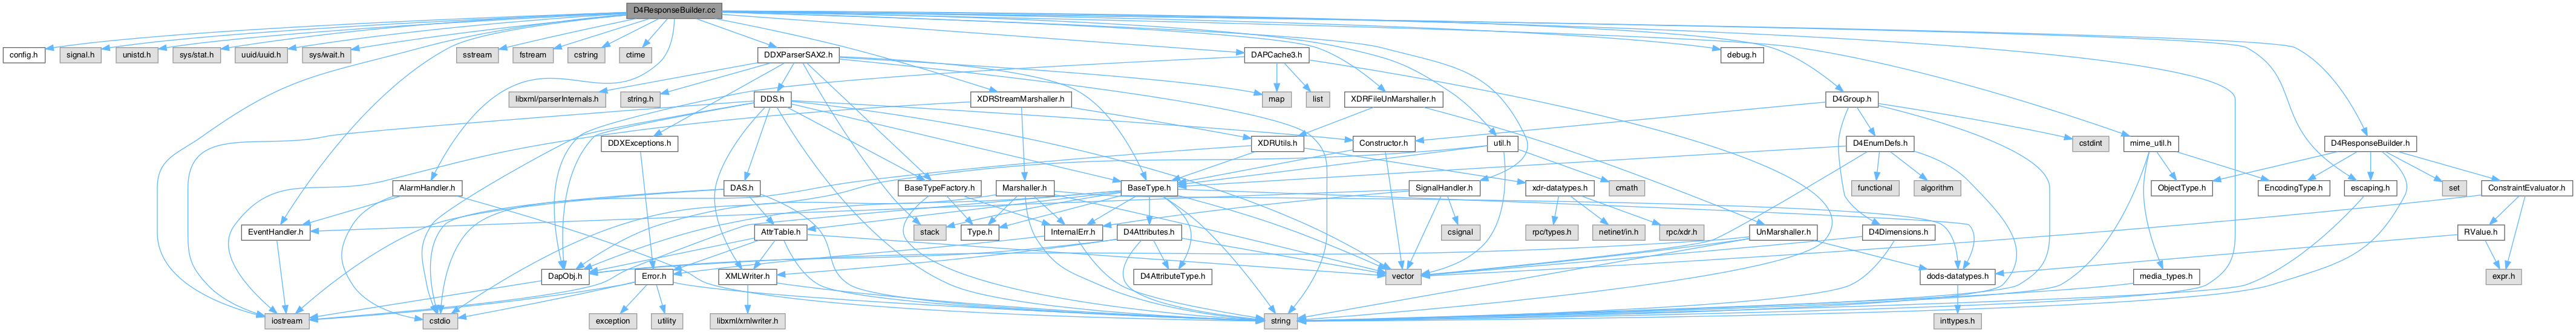 D4ResponseBuilder.cc
config.h
signal.h
unistd.h
sys/stat.h
uuid/uuid.h
sys/wait.h
sstream
fstream
cstring
ctime
DDXParserSAX2.h
DAPCache3.h
debug.h
libxml/parserInternals.h
string.h
DDS.h
XDRStreamMarshaller.h
map
list
XDRFileUnMarshaller.h
D4Group.h
DDXExceptions.h
XDRUtils.h
Constructor.h
util.h
D4EnumDefs.h
cstdint
mime_util.h
D4ResponseBuilder.h
AlarmHandler.h
DAS.h
BaseTypeFactory.h
Marshaller.h
BaseType.h
cmath
SignalHandler.h
xdr-datatypes.h
functional
algorithm
ObjectType.h
EncodingType.h
escaping.h
set
ConstraintEvaluator.h
EventHandler.h
AttrTable.h
stack
Type.h
InternalErr.h
D4Attributes.h
csignal
rpc/types.h
netinet/in.h
rpc/xdr.h
UnMarshaller.h
D4Dimensions.h
RValue.h
DapObj.h
Error.h
XMLWriter.h
D4AttributeType.h
vector
dods-datatypes.h
media_types.h
expr.h
iostream
cstdio
exception
utility
libxml/xmlwriter.h
string
inttypes.h